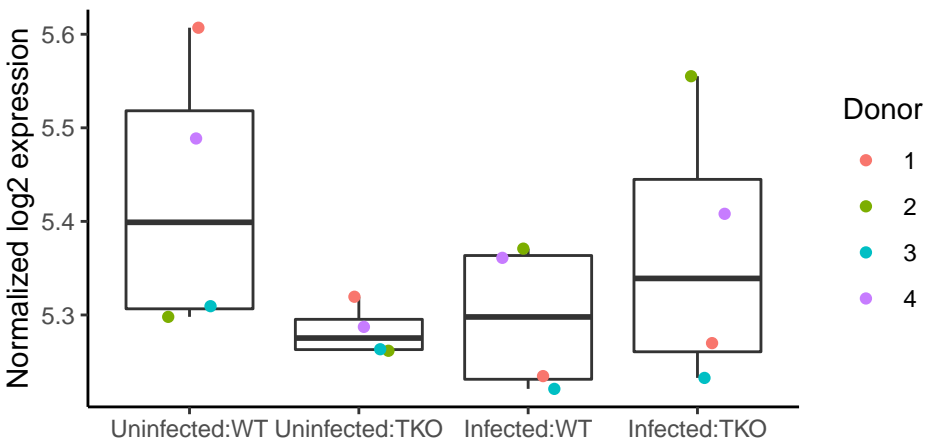 Normalized log2 expression
5.6
5.5
5.4
5.3
Uninfected:WT Uninfected:TKO Infected:WT Infected:TKO
Donor
1
2
3
4